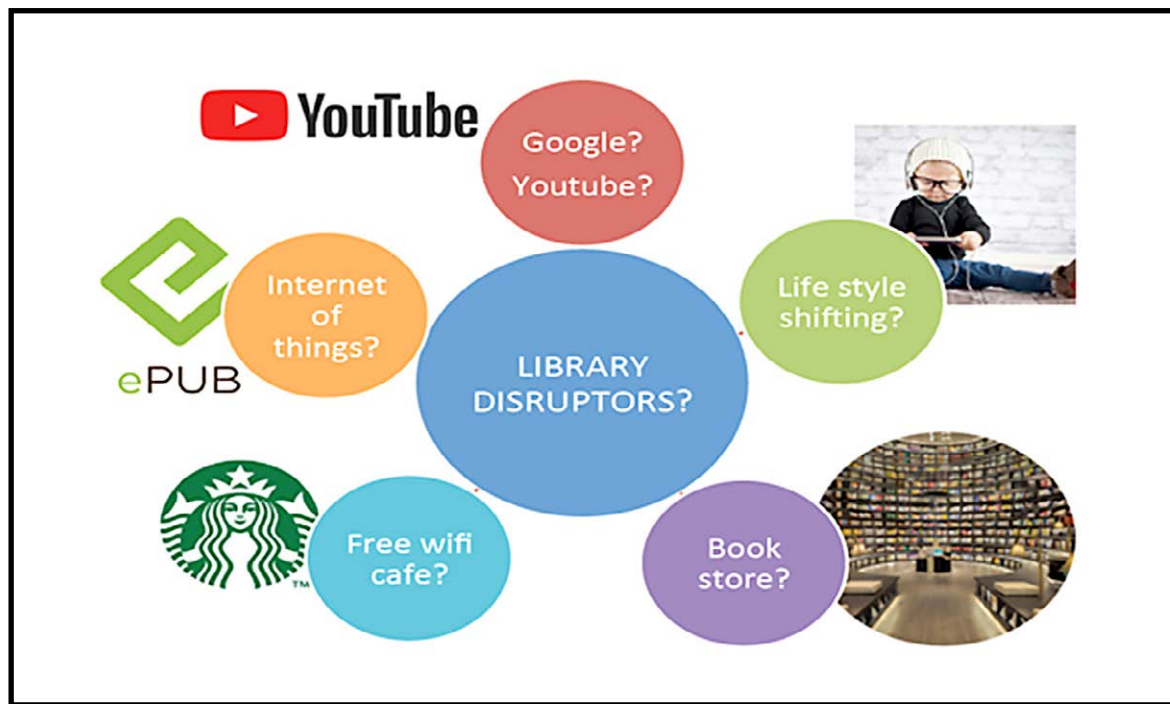 YouTube
Google?
Youtube?
Internet
of
things?
ePUB
Life style
shifting?
LIBRARY
DISRUPTORS?
Free wifi
cafe?
TM
Book
store?